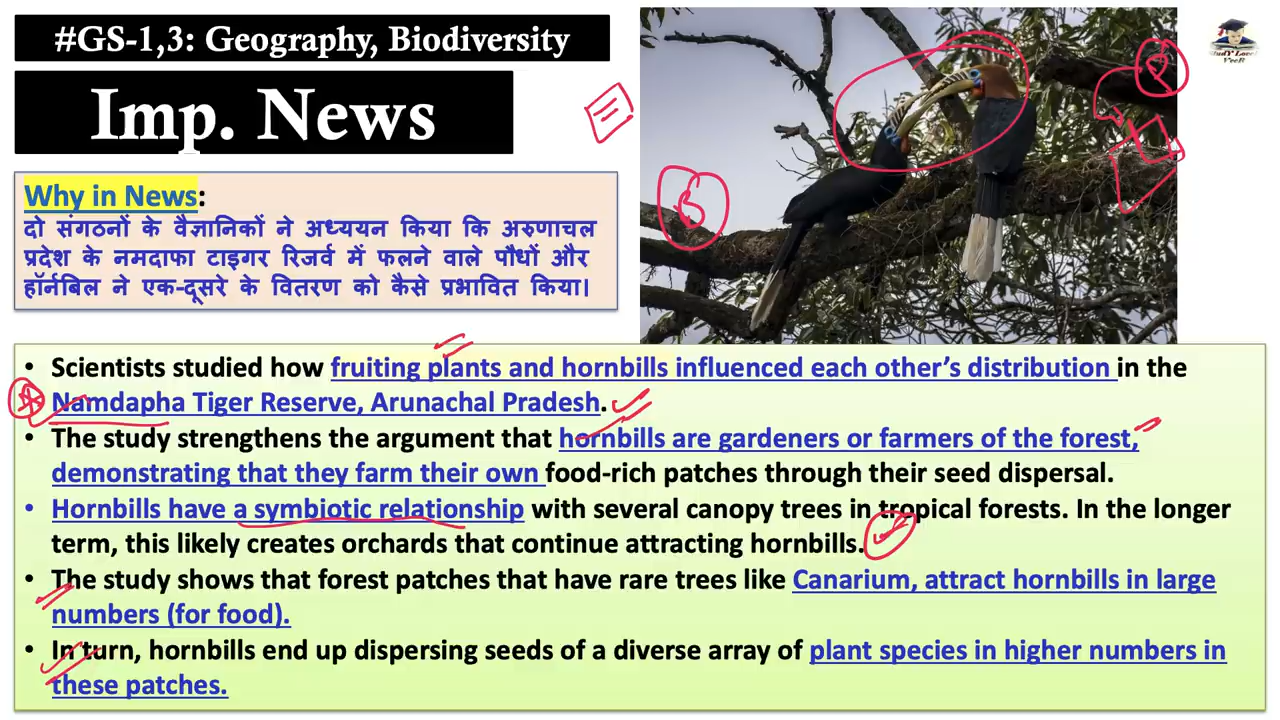 #GS-1,3: Geography, Biodiversity
Imp. News
Why in News:
दो संगठनों के वैज्ञानिकों ने अध्ययन किया कि अरुणाचल
प्रदेश के नमदाफा टाइगर रिजर्व में फलने वाले पौधों और
हॉर्नबिल ने एक-दूसरे के वितरण को कैसे प्रभावित किया।
• Scientists studied how fruiting plants and hornbills influenced each other's distribution in the
Namdapha Tiger Reserve, Arunachal Pradesh.
• The study strengthens the argument that hornbills are gardeners or farmers of the forest,
demonstrating that they farm their own food-rich patches through their seed dispersal.
• Hornbills have a symbiotic relationship with several canopy trees in tropical forests. In the longer
term, this likely creates orchards that continue attracting hornbills.
• The study shows that forest patches that have rare trees like Canarium, attract hornbills in large
numbers (for food).
• In turn, hornbills end up dispersing seeds of a diverse array of plant species in higher numbers in
these patches.